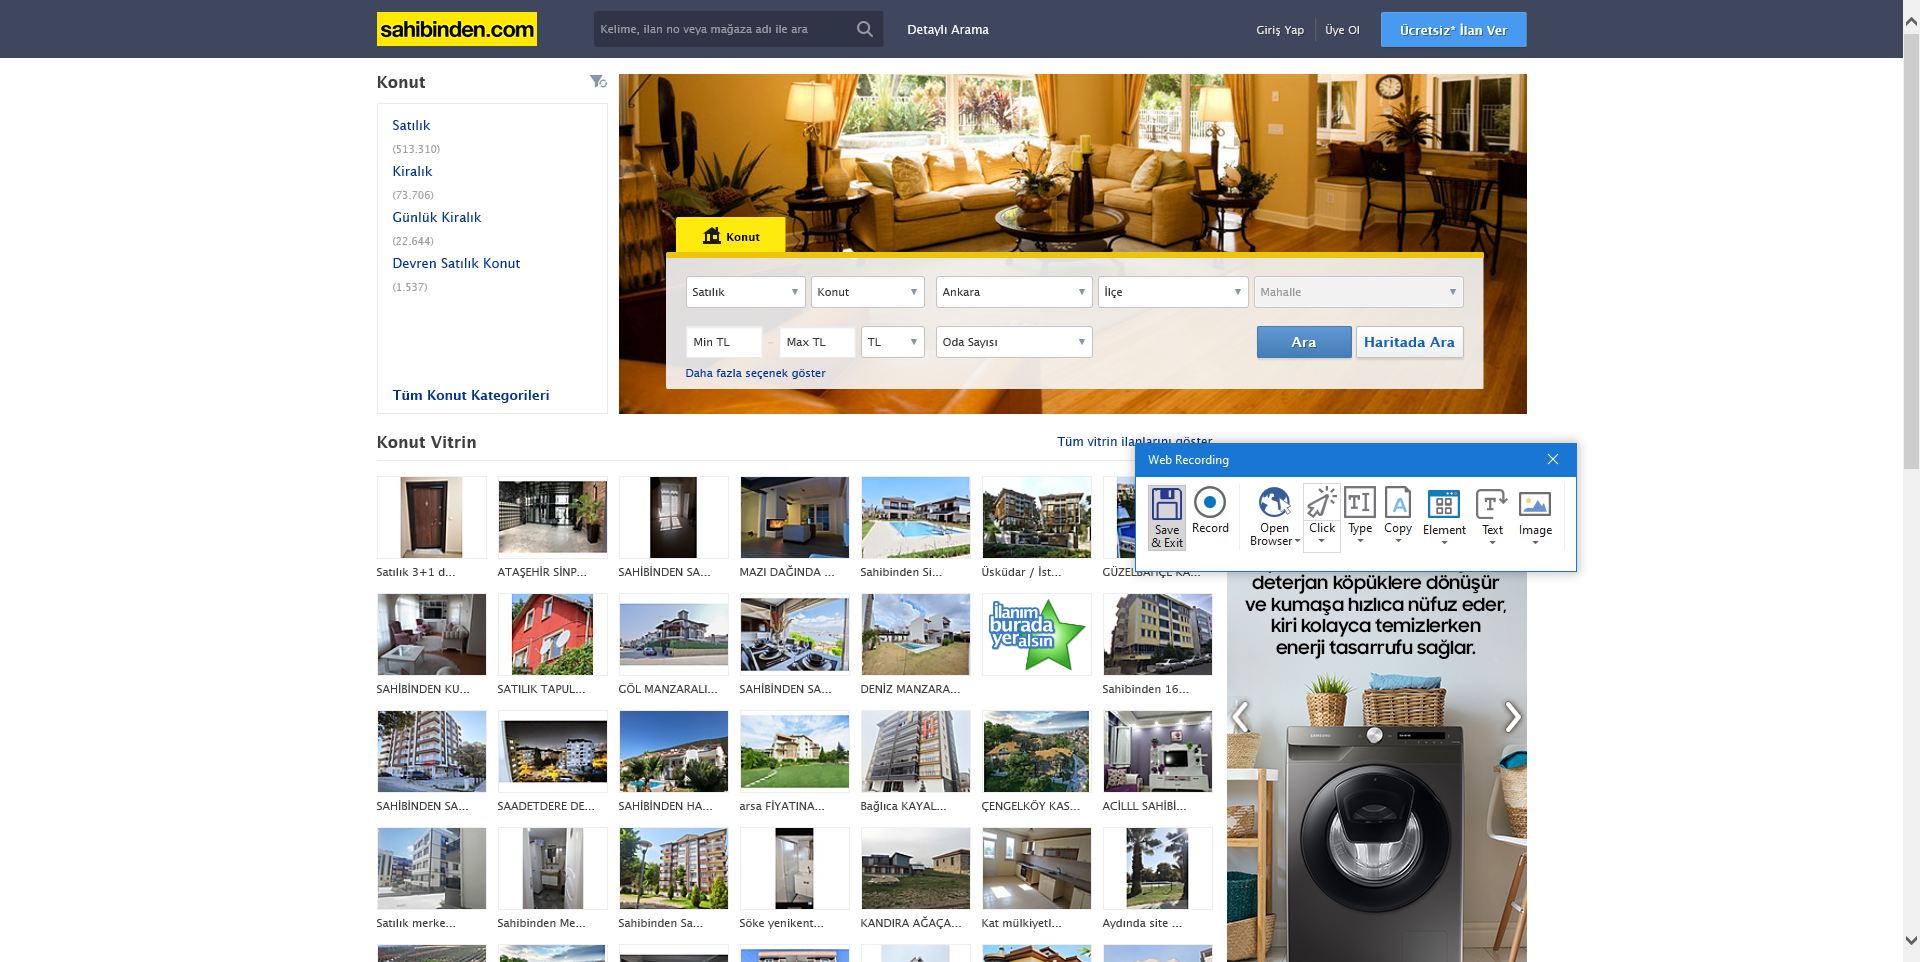 sahibinden.com
Kelime, ilan no veya mağaza adı ile ara
Detaylı Arama
Giriş Yap
Üye Ol
Ücretsiz* İlan Ver
Konut
Satılık
(513.310)
Kiralık
(73.706)
Günlük Kiralık
(22.644)
Devren Satılık Konut
(1.537)
Tüm Konut Kategorileri
Konut
Satılık
Konut
Ankara
İlçe
Mahalle
Min TL
-
Max TL
TL
Oda Sayısı
Ara
Haritada Ara
Daha fazla seçenek göster
Konut Vitrin
Tüm vitrin ilanlarını göster
Web Recording
Save & Exit
Record
Open Browser
Click
Type
Copy
Element
Text
Image
Satılık 3+1 d...
ATAŞEHİR SİNP...
SAHİBİNDEN SA...
MAZI DAĞINDA ...
Sahibinden Si...
Üsküdar / İst...
GÜZELBAHÇE KA...
deterjan köpüklere dönüşür
ve kumaşa hızlıca nüfuz eder,
kiri kolayca temizlerken
enerji tasarrufu sağlar.
ilanım
burada
yer alsın
SAHİBİNDEN KU...
SATILIK TAPUL...
GÖL MANZARALI...
SAHİBİNDEN SA...
DENİZ MANZARA...
Sahibinden 16...
SAMSUNG
SAHİBİNDEN SA...
SAADETDERE DE...
SAHİBİNDEN HA...
arsa FİYATINA...
Bağlıca KAYAL...
ÇENGELKÖY KAS...
ACİLLL SAHİBİ...
Satılık merke...
Sahibinden Me...
Sahibinden Sa...
Söke yenikent...
KANDIRA AĞAÇA...
Kat mülkiyetl...
Aydında site ...